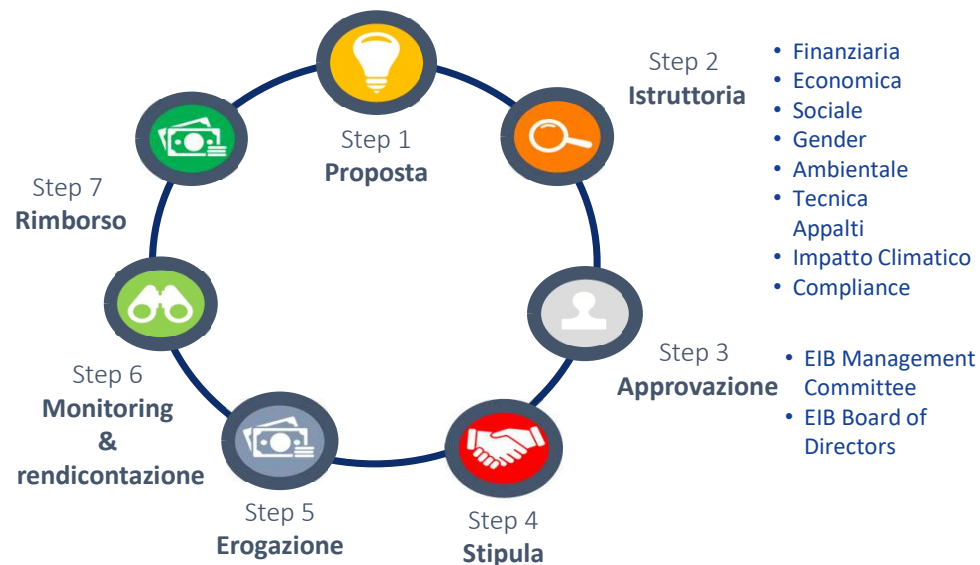 Step 1
Proposta
Step 2
Istruttoria
• Finanziaria
• Economica
• Sociale
• Gender
• Ambientale
• Tecnica
Appalti
• Impatto Climatico
• Compliance
Step 3
Approvazione
• EIB Management
Committee
• EIB Board of
Directors
Step 4
Stipula
Step 5
Erogazione
Step 6
Monitoring
&
rendicontazione
Step 7
Rimborso